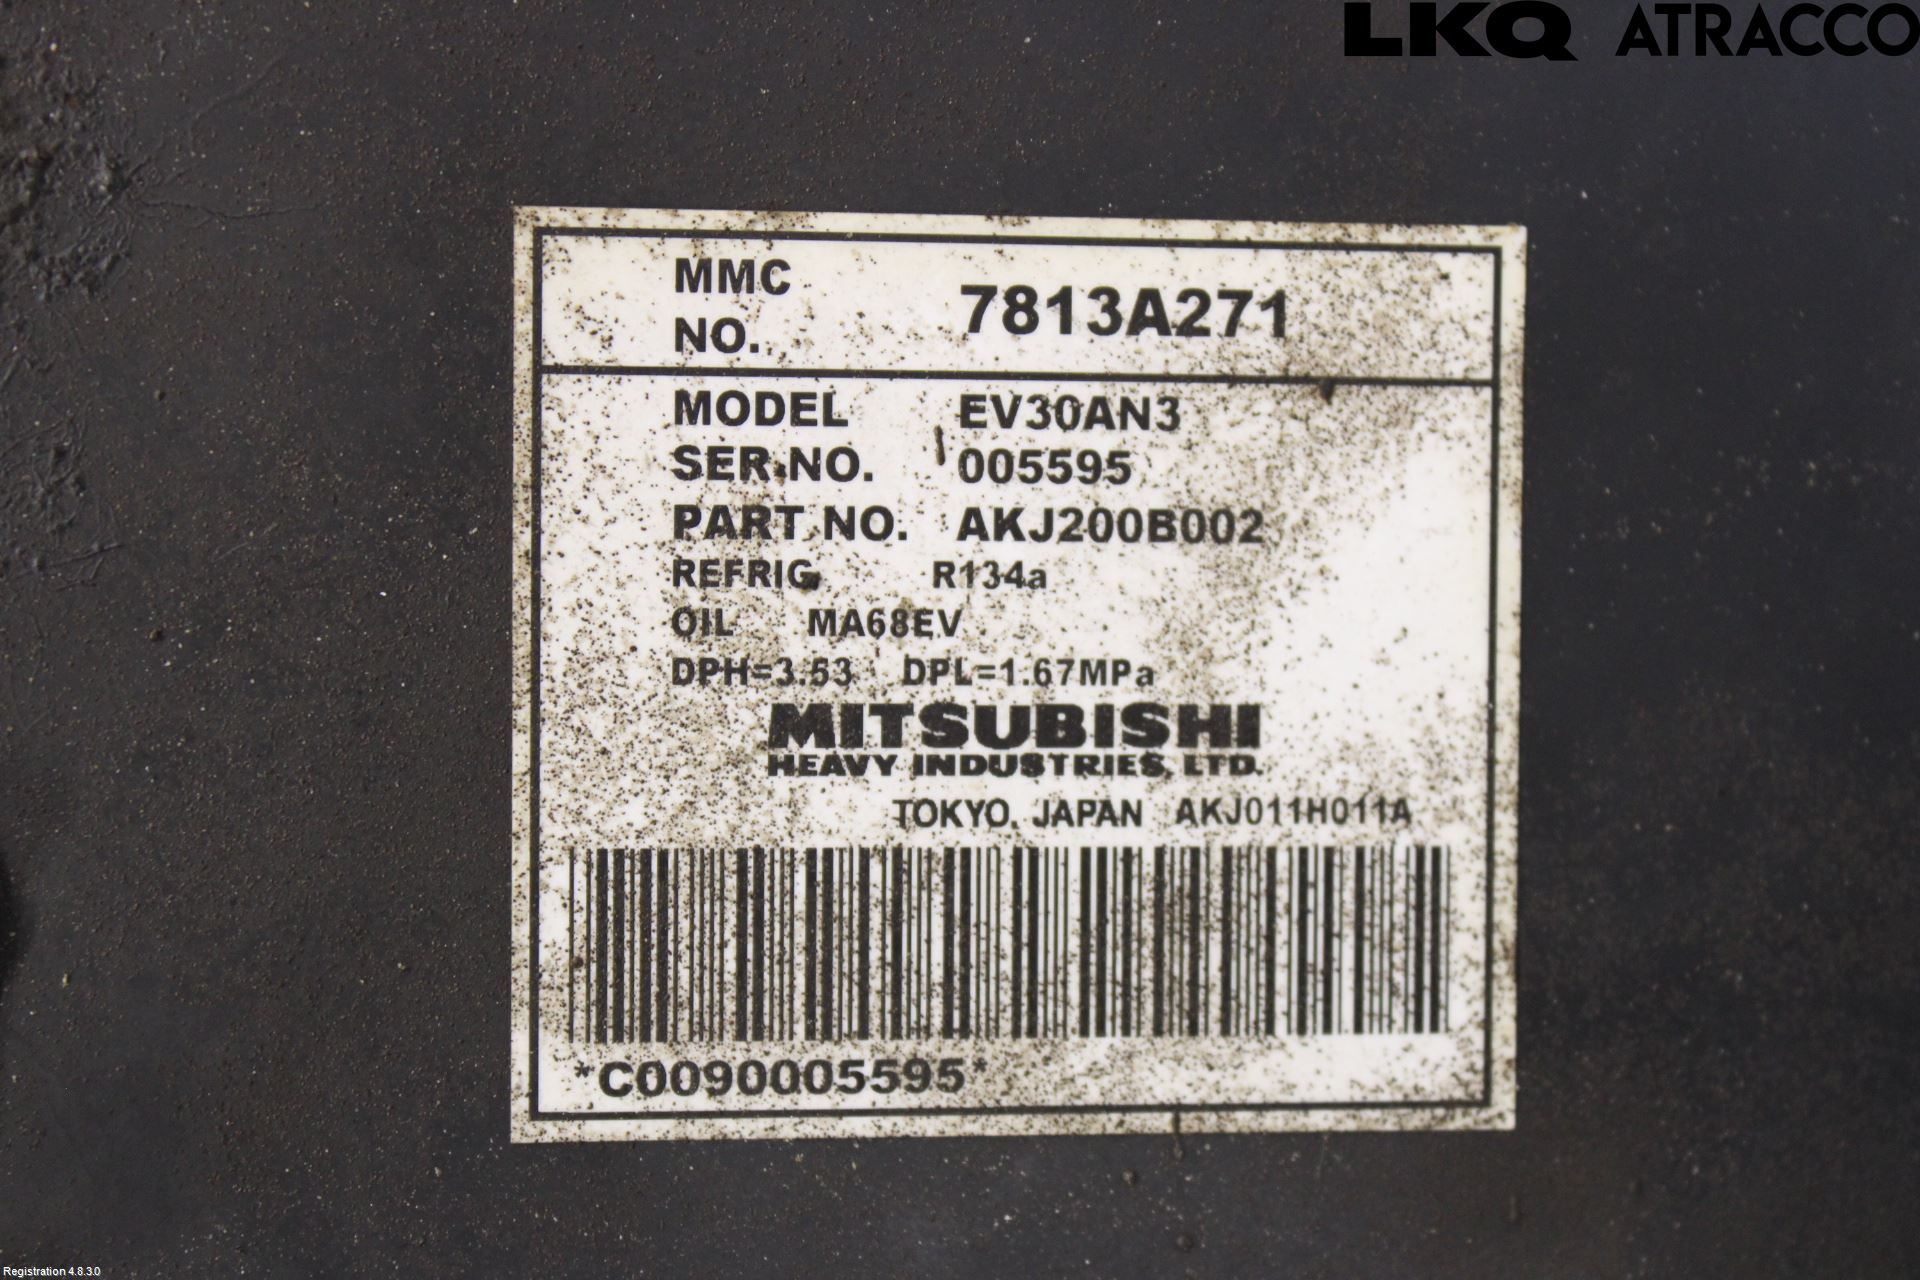 LKQ ATRACCO
MMC NO. 7813A271
MODEL EV30AN3
SER.NO. 005595
PART NO. AKJ200B002
REFRIG. R134a
OIL MA68EV
DPH=3.53 DPL=1.67MPa
MITSUBISHI
HEAVY INDUSTRIES, LTD.
TOKYO, JAPAN AKJ011H011A
*C0090005595*
Registration 4.8.3.0